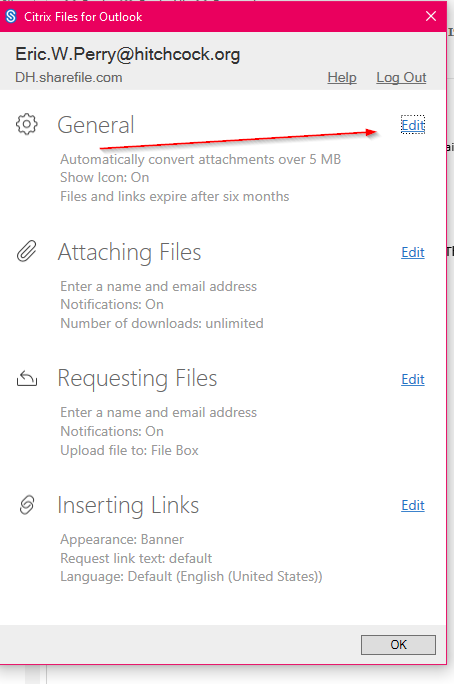 Citrix Files for Outlook
Eric.W.Perry@hitchcock.org
DH.sharefile.com Help Log Out
General Edit
Automatically convert attachments over 5 MB
Show Icon: On
Files and links expire after six months
Attaching Files Edit
Enter a name and email address
Notifications: On
Number of downloads: unlimited
Requesting Files Edit
Enter a name and email address
Notifications: On
Upload file to: File Box
Inserting Links Edit
Appearance: Banner
Request link text: default
Language: Default (English (United States))
OK